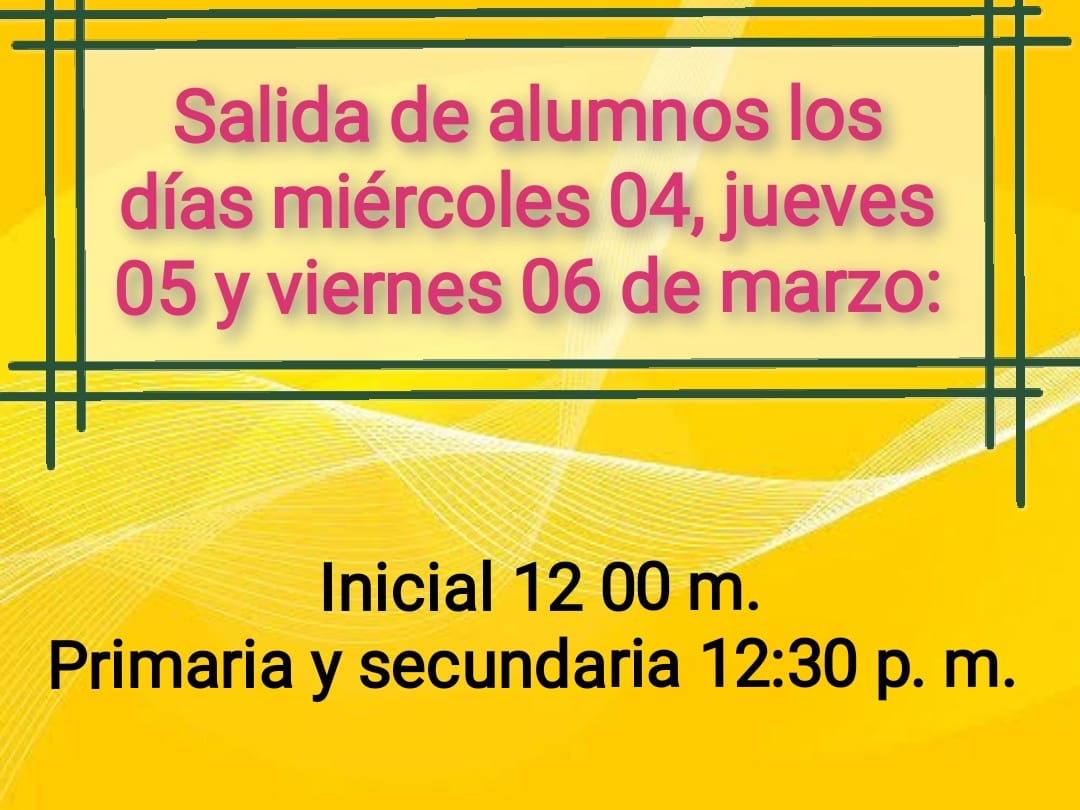 Salida de alumnos los
días miércoles 04, jueves
05 y viernes 06 de marzo:
Inicial 12 00 m.
Primaria y secundaria 12:30 p. m.